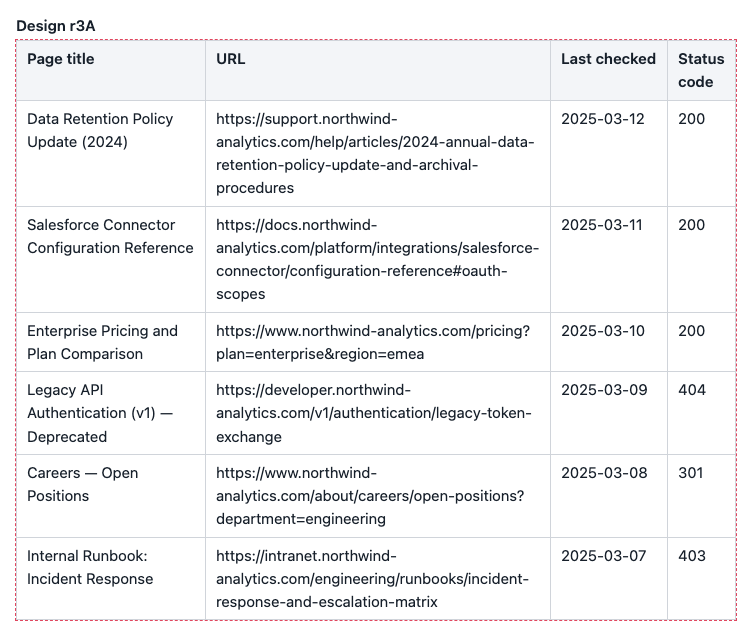 Design r3A
Page title
URL
Last checked
Status
code
Data Retention Policy
Update (2024)
https://support.northwind-
analytics.com/help/articles/2024-annual-data-
retention-policy-update-and-archival-
procedures
2025-03-12
200
Salesforce Connector
Configuration Reference
https://docs.northwind-
analytics.com/platform/integrations/salesforce-
connector/configuration-reference#oauth-
scopes
2025-03-11
200
Enterprise Pricing and
Plan Comparison
https://www.northwind-analytics.com/pricing?
plan=enterprise&region=emea
2025-03-10
200
Legacy API
Authentication (v1) —
Deprecated
https://developer.northwind-
analytics.com/v1/authentication/legacy-token-
exchange
2025-03-09
404
Careers — Open
Positions
https://www.northwind-
analytics.com/about/careers/open-positions?
department=engineering
2025-03-08
301
Internal Runbook:
Incident Response
https://intranet.northwind-
analytics.com/engineering/runbooks/incident-
response-and-escalation-matrix
2025-03-07
403